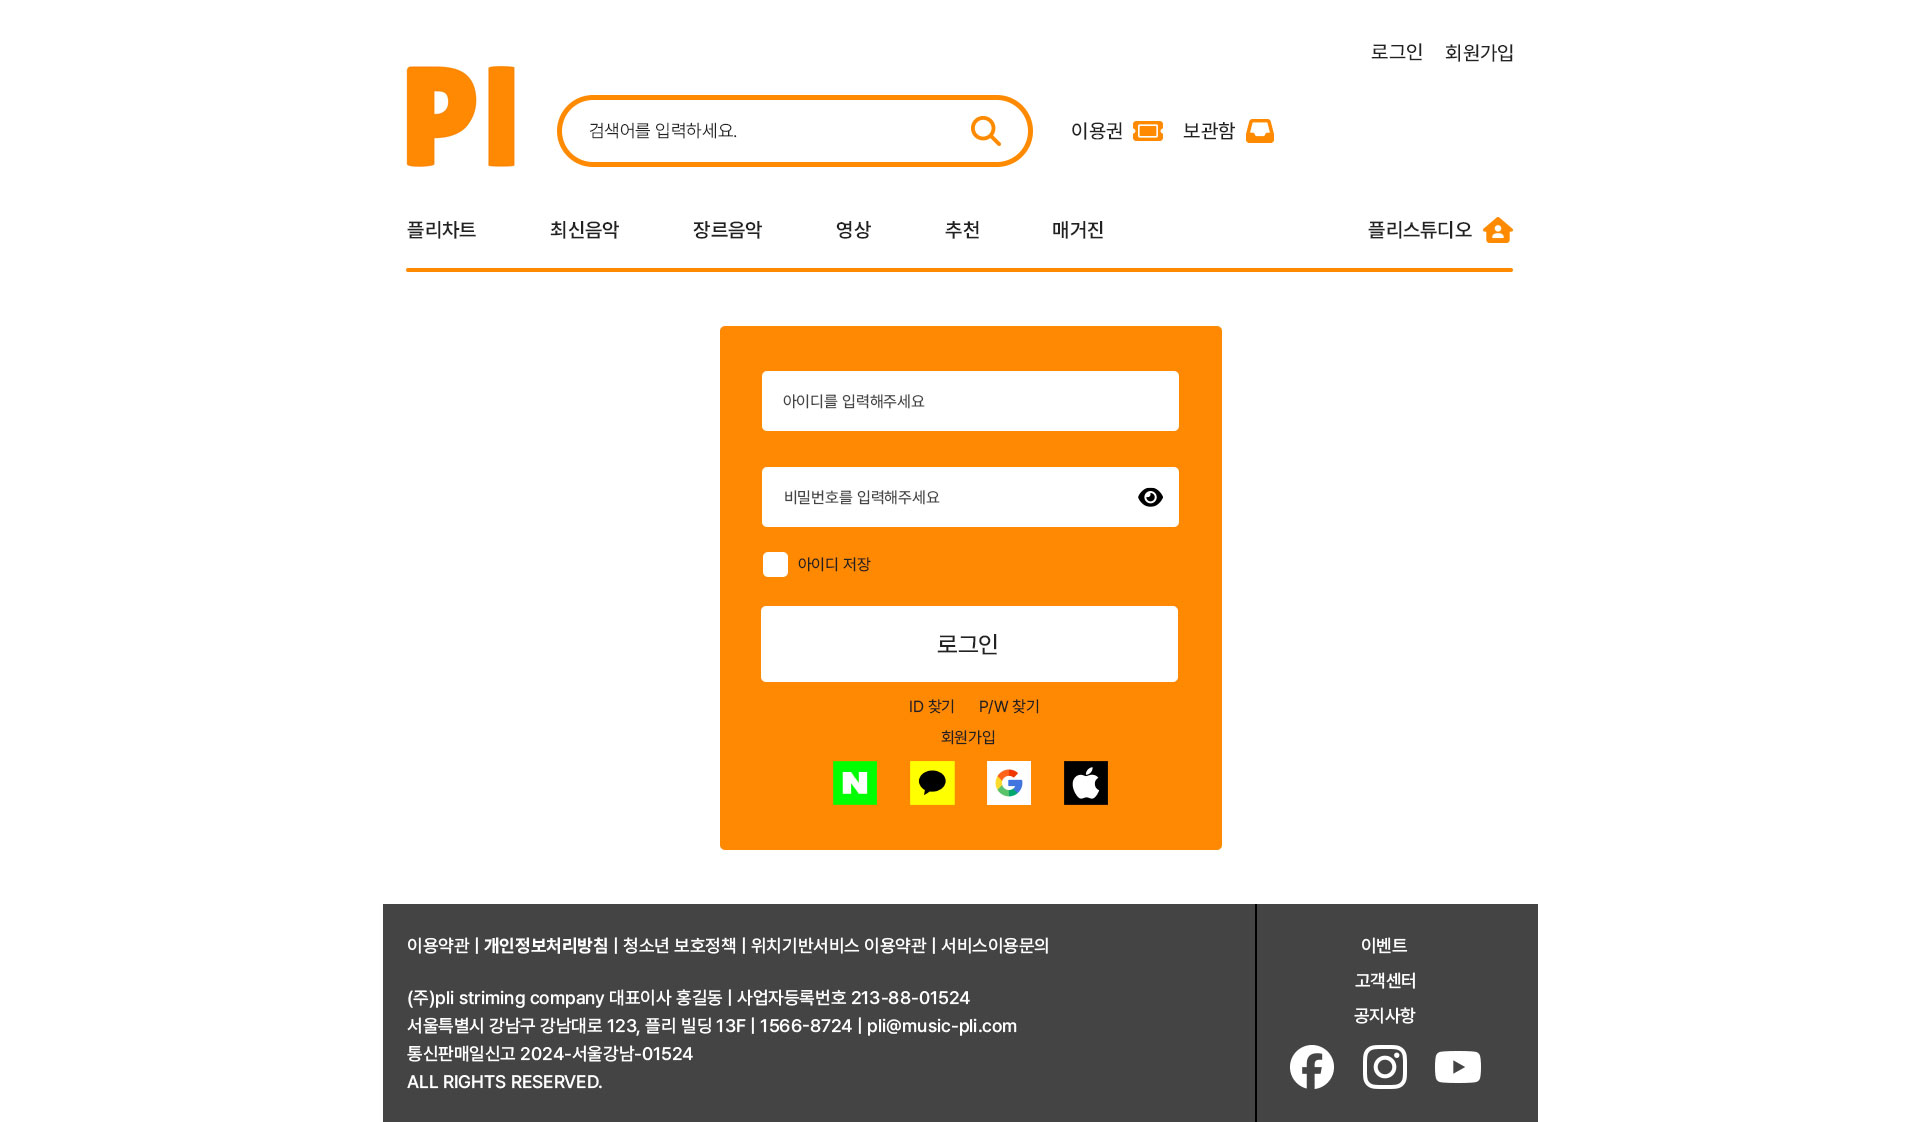 로그인 회원가입
PI
검색어를 입력하세요.
이용권 보관함
플리차트 최신음악 장르음악 영상 추천 매거진 플리스튜디오
아이디를 입력해주세요
비밀번호를 입력해주세요
아이디 저장
로그인
ID 찾기 P/W 찾기
회원가입
N G
이용약관 | 개인정보처리방침 | 청소년 보호정책 | 위치기반서비스 이용약관 | 서비스이용문의
(주)pli striming company 대표이사 홍길동 | 사업자등록번호 213-88-01524
서울특별시 강남구 강남대로 123, 플리 빌딩 13F | 1566-8724 | pli@music-pli.com
통신판매일신고 2024-서울강남-01524
ALL RIGHTS RESERVED.
이벤트
고객센터
공지사항